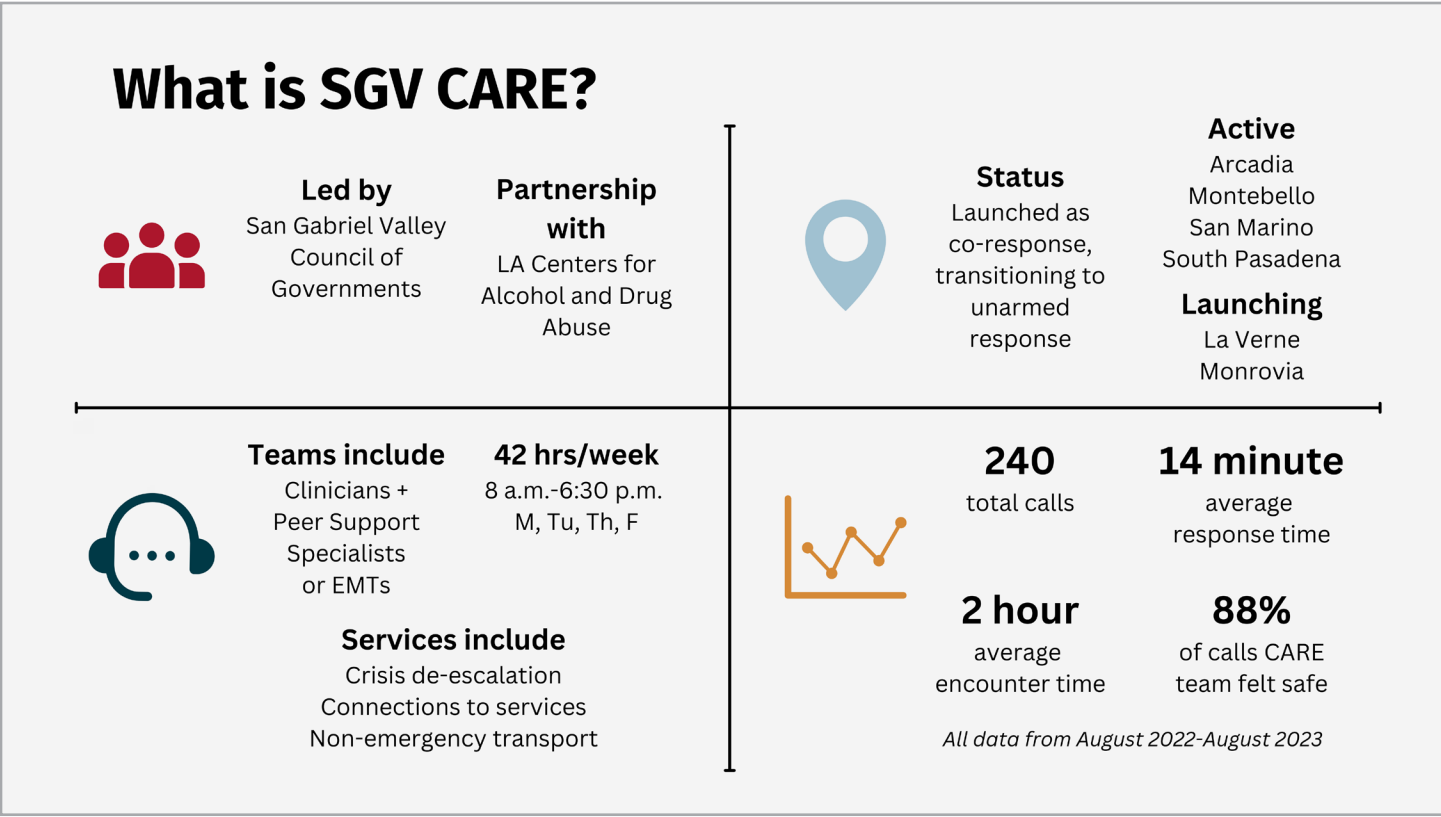 What is SGV CARE?
Led by
San Gabriel Valley
Council of
Governments
Partnership
with
LA Centers for
Alcohol and Drug
Abuse
Status
Launched as
co-response,
transitioning to
unarmed
response
Active
Arcadia
Montebello
San Marino
South Pasadena
Launching
La Verne
Monrovia
Teams include
Clinicians +
Peer Support
Specialists
or EMTs
42 hrs/week
8 a.m.-6:30 p.m.
M, Tu, Th, F
Services include
Crisis de-escalation
Connections to services
Non-emergency transport
240
total calls
14 minute
average
response time
2 hour
average
encounter time
88%
of calls CARE
team felt safe
All data from August 2022-August 2023